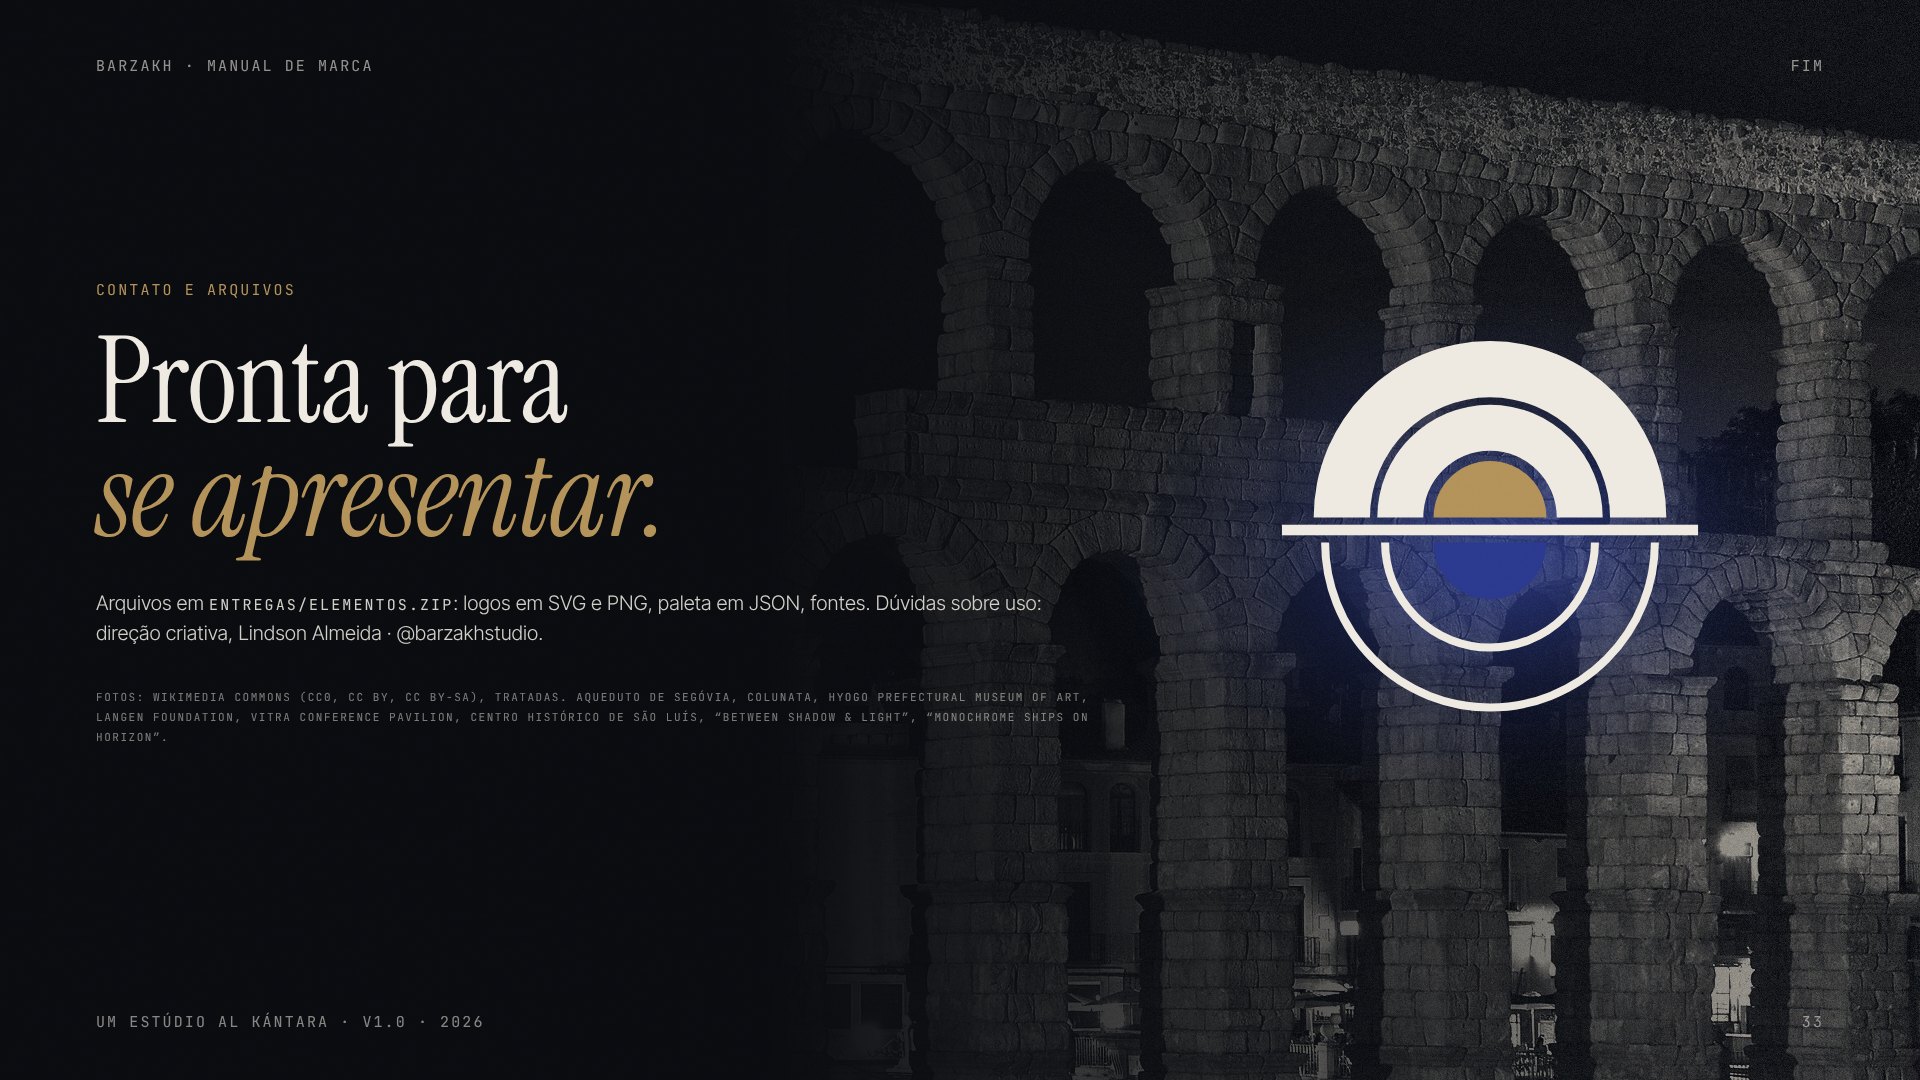 BARZAKH · MANUAL DE MARCA
FIM
CONTATO E ARQUIVOS
Pronta para
se apresentar.
Arquivos em ENTREGAS/ELEMENTOS.ZIP: logos em SVG e PNG, paleta em JSON, fontes. Dúvidas sobre uso:
direção criativa, Lindson Almeida · @barzakhstudio.
FOTOS: WIKIMEDIA COMMONS (CC0, CC BY, CC BY-SA), TRATADAS. AQUEDUTO DE SEGÓVIA, COLUNATA, HYOGO PREFECTURAL MUSEUM OF ART,
LANGEN FOUNDATION, VITRA CONFERENCE PAVILION, CENTRO HISTÓRICO DE SÃO LUÍS, “BETWEEN SHADOW & LIGHT”, “MONOCHROME SHIPS ON
HORIZON”.
UM ESTÚDIO AL KÁNTARA · V1.0 · 2026
33